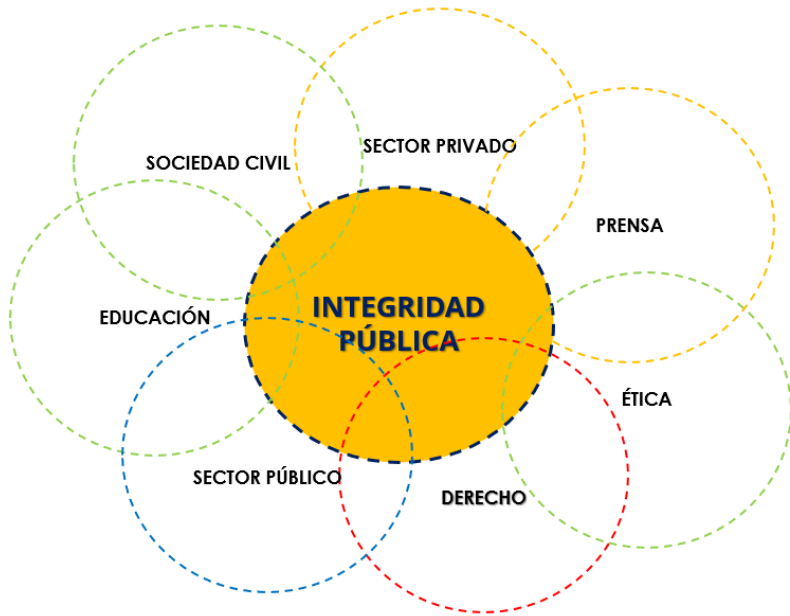 SECTOR PRIVADO
SOCIEDAD CIVIL
PRENSA
INTEGRIDAD
PÚBLICA
EDUCACIÓN
ÉTICA
SECTOR PÚBLICO
DERECHO